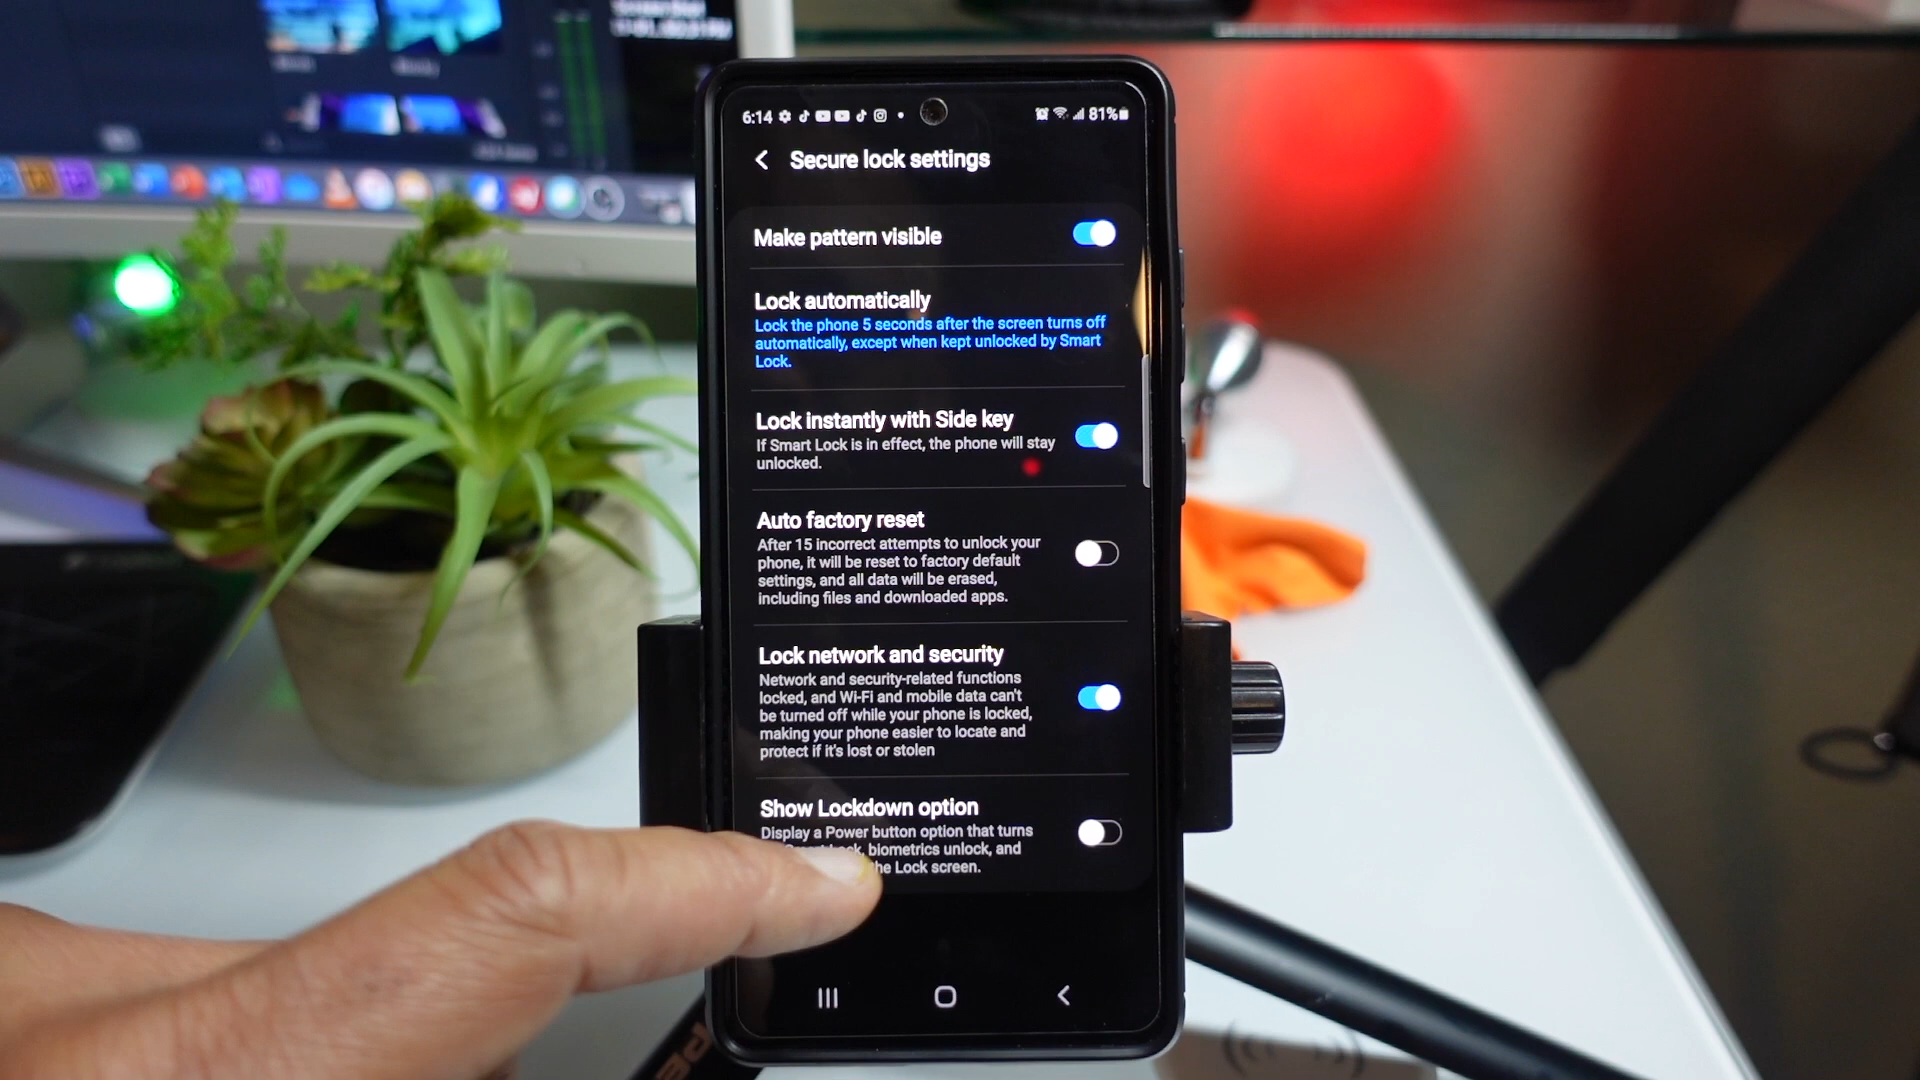 6:14
81%
Secure lock settings
Make pattern visible
Lock automatically
Lock the phone 5 seconds after the screen turns off
automatically, except when kept unlocked by Smart
Lock.
Lock instantly with Side key
If Smart Lock is in effect, the phone will stay
unlocked.
Auto factory reset
After 15 incorrect attempts to unlock your
phone, it will be reset to factory default
settings, and all data will be erased,
including files and downloaded apps.
Lock network and security
Network and security-related functions
locked, and Wi-Fi and mobile data can't
be turned off while your phone is locked,
making your phone easier to locate and
protect if it's lost or stolen
Show Lockdown option
Display a Power button option that turns
biometrics unlock, and
the Lock screen.